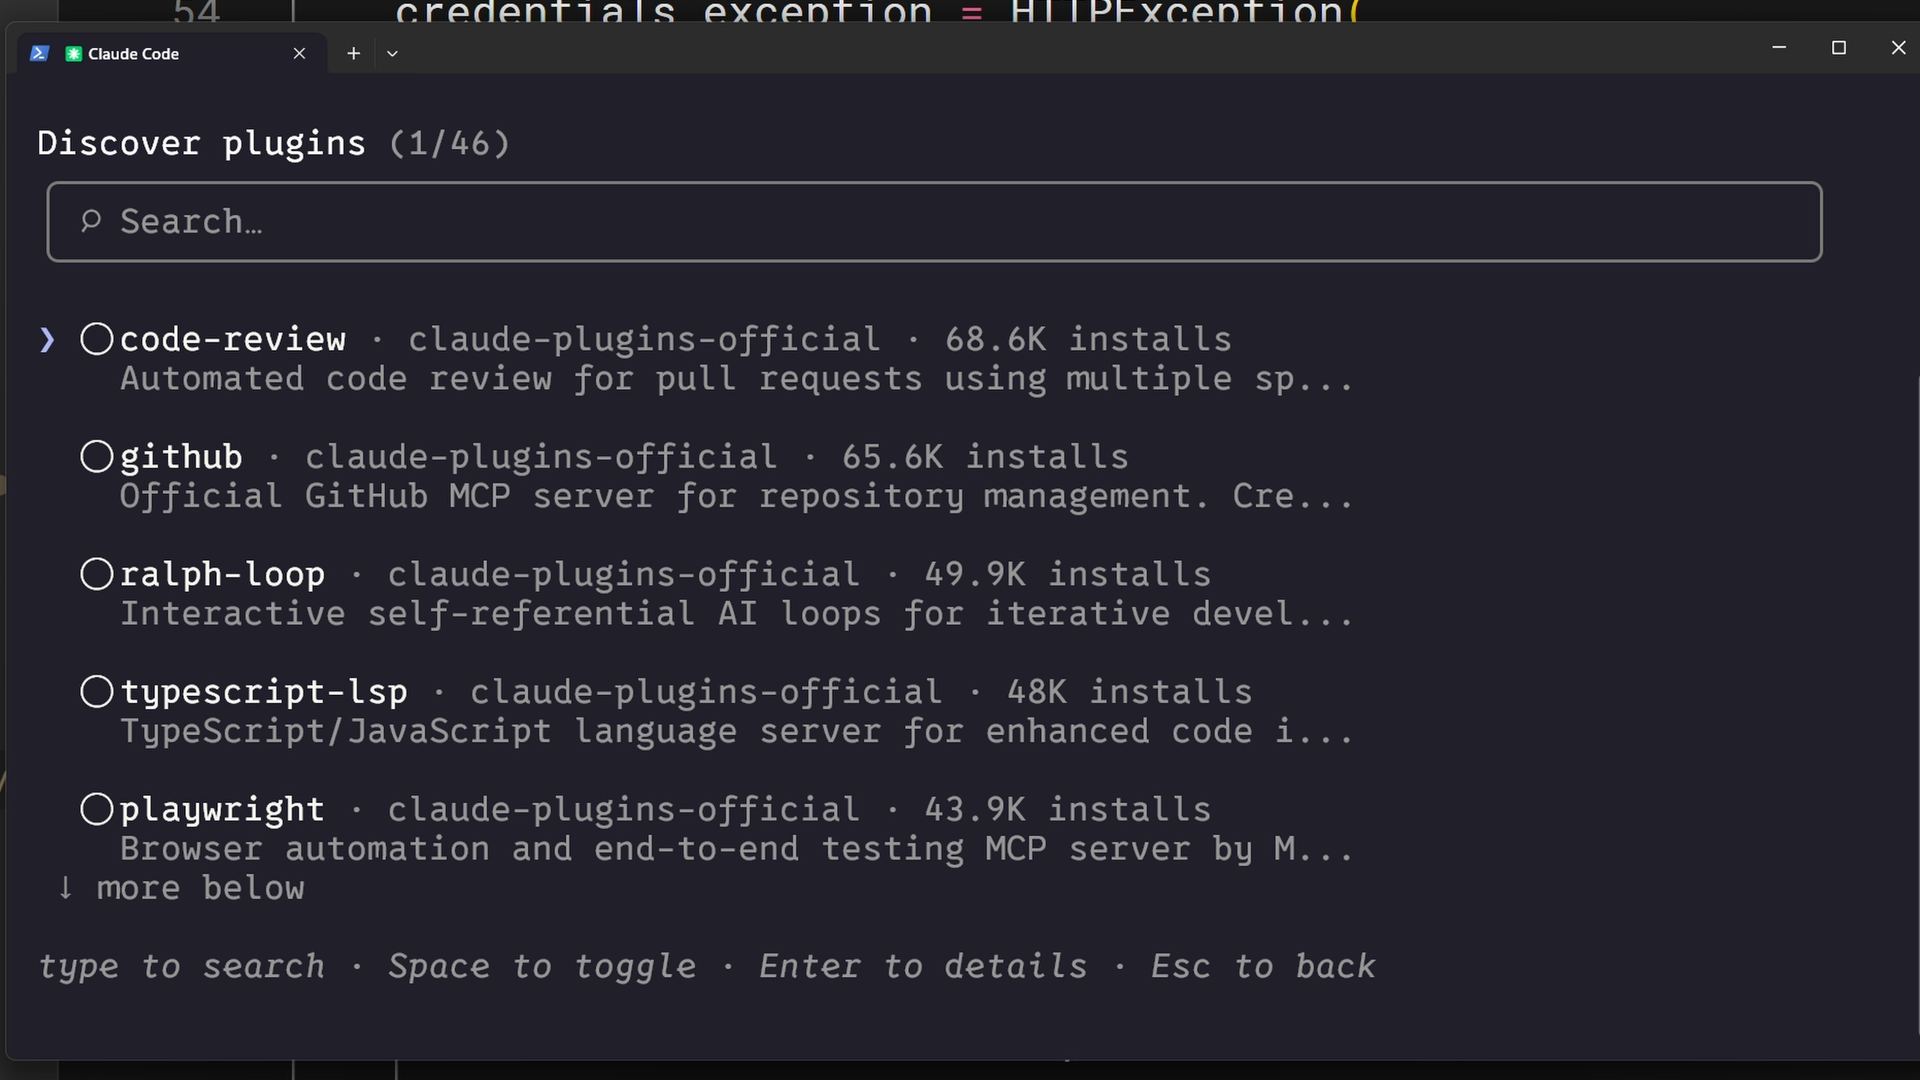 54 credentials_exception = HTTPException(
Claude Code
Discover plugins (1/46)
Search…
❯ ◯ code-review · claude-plugins-official · 68.6K installs
Automated code review for pull requests using multiple sp...
◯ github · claude-plugins-official · 65.6K installs
Official GitHub MCP server for repository management. Cre...
◯ ralph-loop · claude-plugins-official · 49.9K installs
Interactive self-referential AI loops for iterative devel...
◯ typescript-lsp · claude-plugins-official · 48K installs
TypeScript/JavaScript language server for enhanced code i...
◯ playwright · claude-plugins-official · 43.9K installs
Browser automation and end-to-end testing MCP server by M...
↓ more below
type to search · Space to toggle · Enter to details · Esc to back